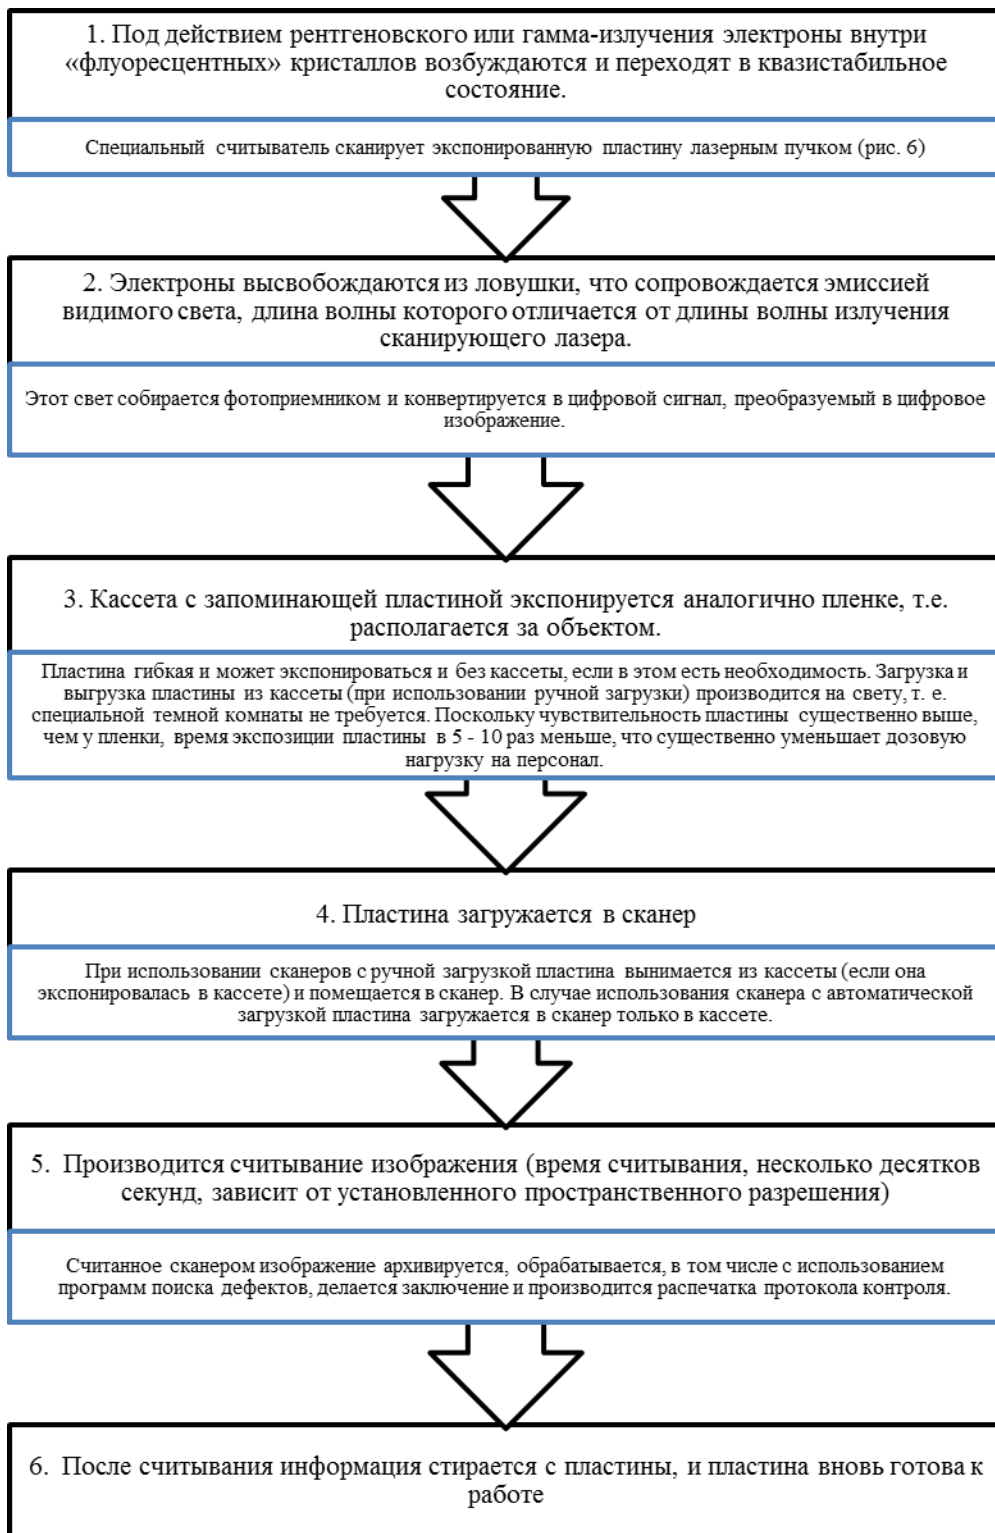 1. Под действием рентгеновского или гамма-излучения электроны внутри
«флуоресцентных» кристаллов возбуждаются и переходят в квазистабильное
состояние.
Специальный считыватель сканирует экспонированную пластину лазерным пучком (рис. 6)
2. Электроны высвобождаются из ловушки, что сопровождается эмиссией
видимого света, длина волны которого отличается от длины волны излучения
сканирующего лазера.
Этот свет собирается фотоприемником и конвертируется в цифровой сигнал, преобразуемый в цифровое
изображение.
3. Кассета с запоминающей пластиной экспонируется аналогично пленке, т.е.
располагается за объектом.
Пластина гибкая и может экспонироваться и без кассеты, если в этом есть необходимость. Загрузка и
выгрузка пластины из кассеты (при использовании ручной загрузки) производится на свету, т. е.
специальной темной комнаты не требуется. Поскольку чувствительность пластины существенно выше,
чем у пленки, время экспозиции пластины в 5 - 10 раз меньше, что существенно уменьшает дозовую
нагрузку на персонал.
4. Пластина загружается в сканер
При использовании сканеров с ручной загрузкой пластина вынимается из кассеты (если она
экспонировалась в кассете) и помещается в сканер. В случае использования сканера с автоматической
загрузкой пластина загружается в сканер только в кассете.
5. Производится считывание изображения (время считывания, несколько десятков
секунд, зависит от установленного пространственного разрешения)
Считанное сканером изображение архивируется, обрабатывается, в том числе с использованием
программ поиска дефектов, делается заключение и производится распечатка протокола контроля.
6. После считывания информация стирается с пластины, и пластина вновь готова к
работе